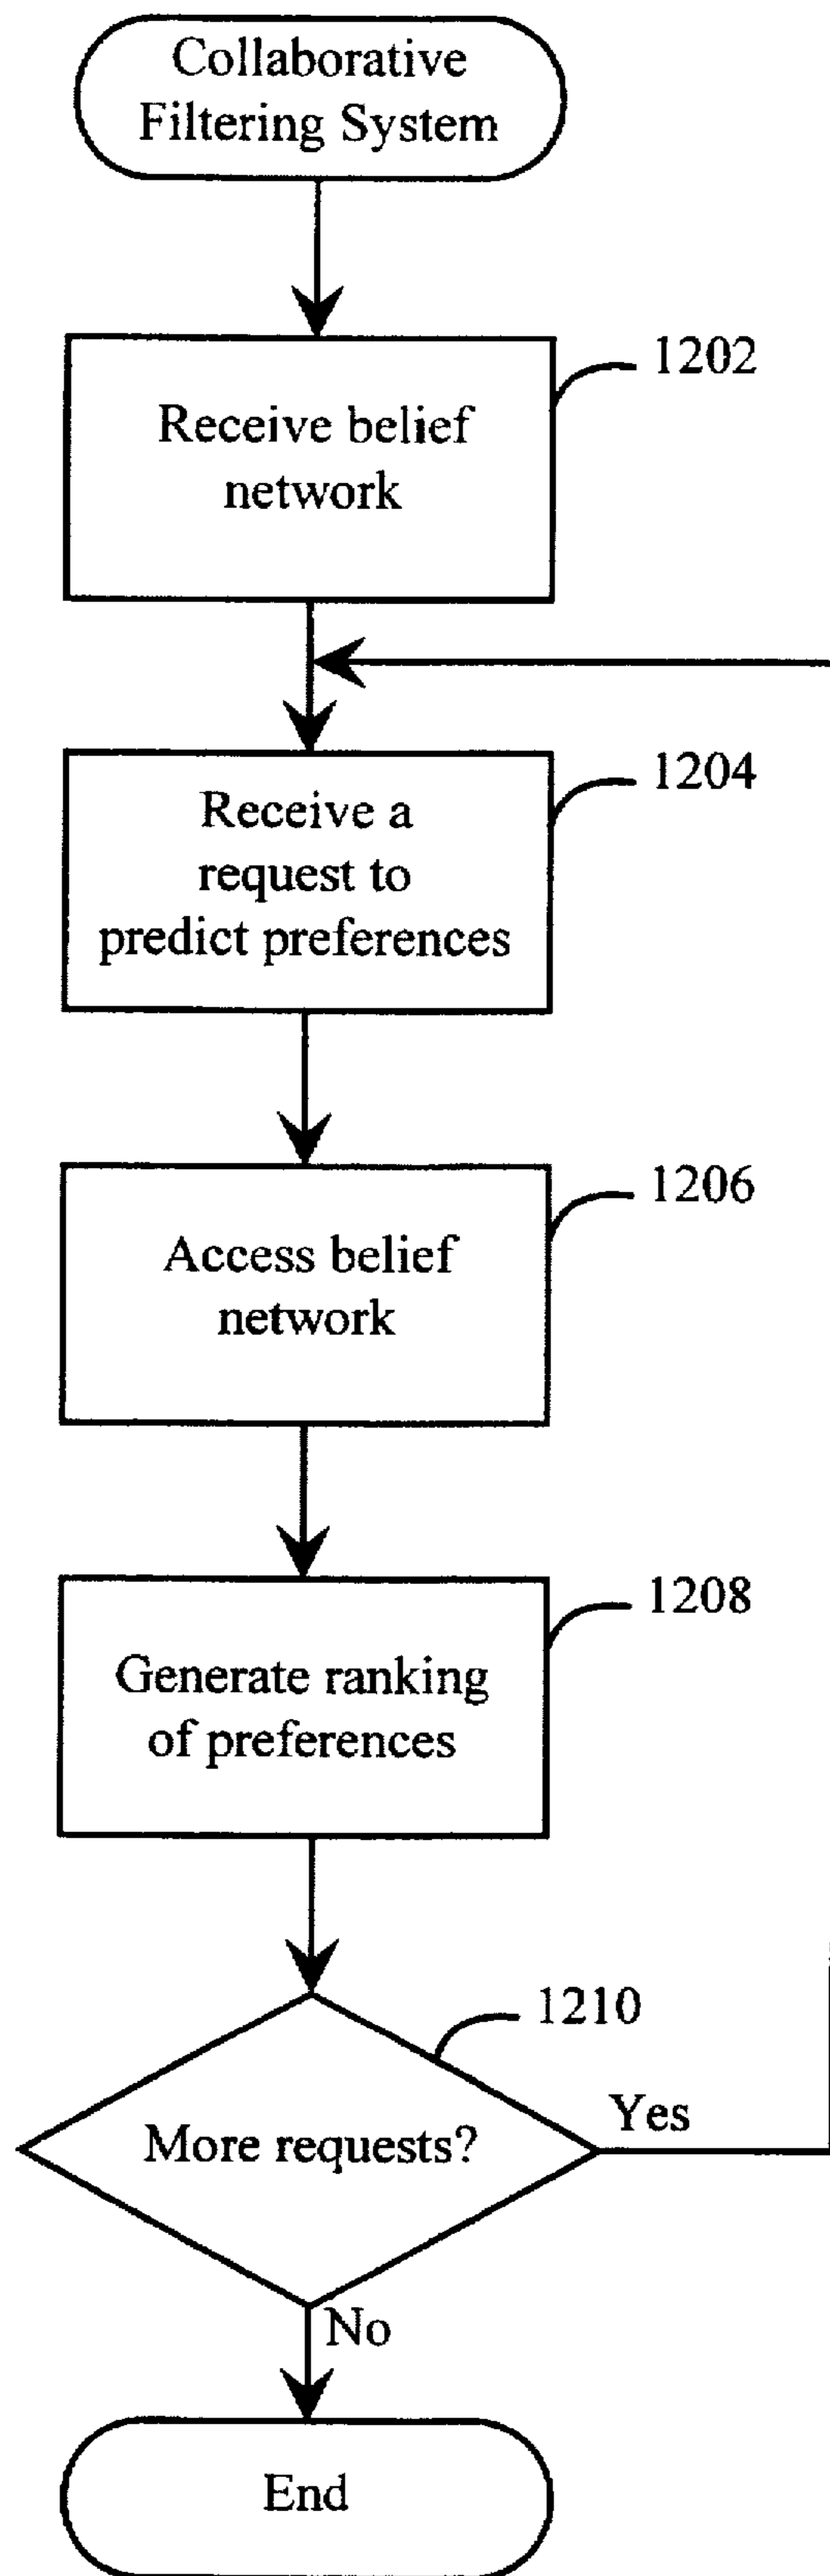 Collaborative
Filtering System
1202
Receive belief
network
1204
Receive a
request to
predict preferences
1206
Access belief
network
1208
Generate ranking
of preferences
1210
More requests?
Yes
No
End